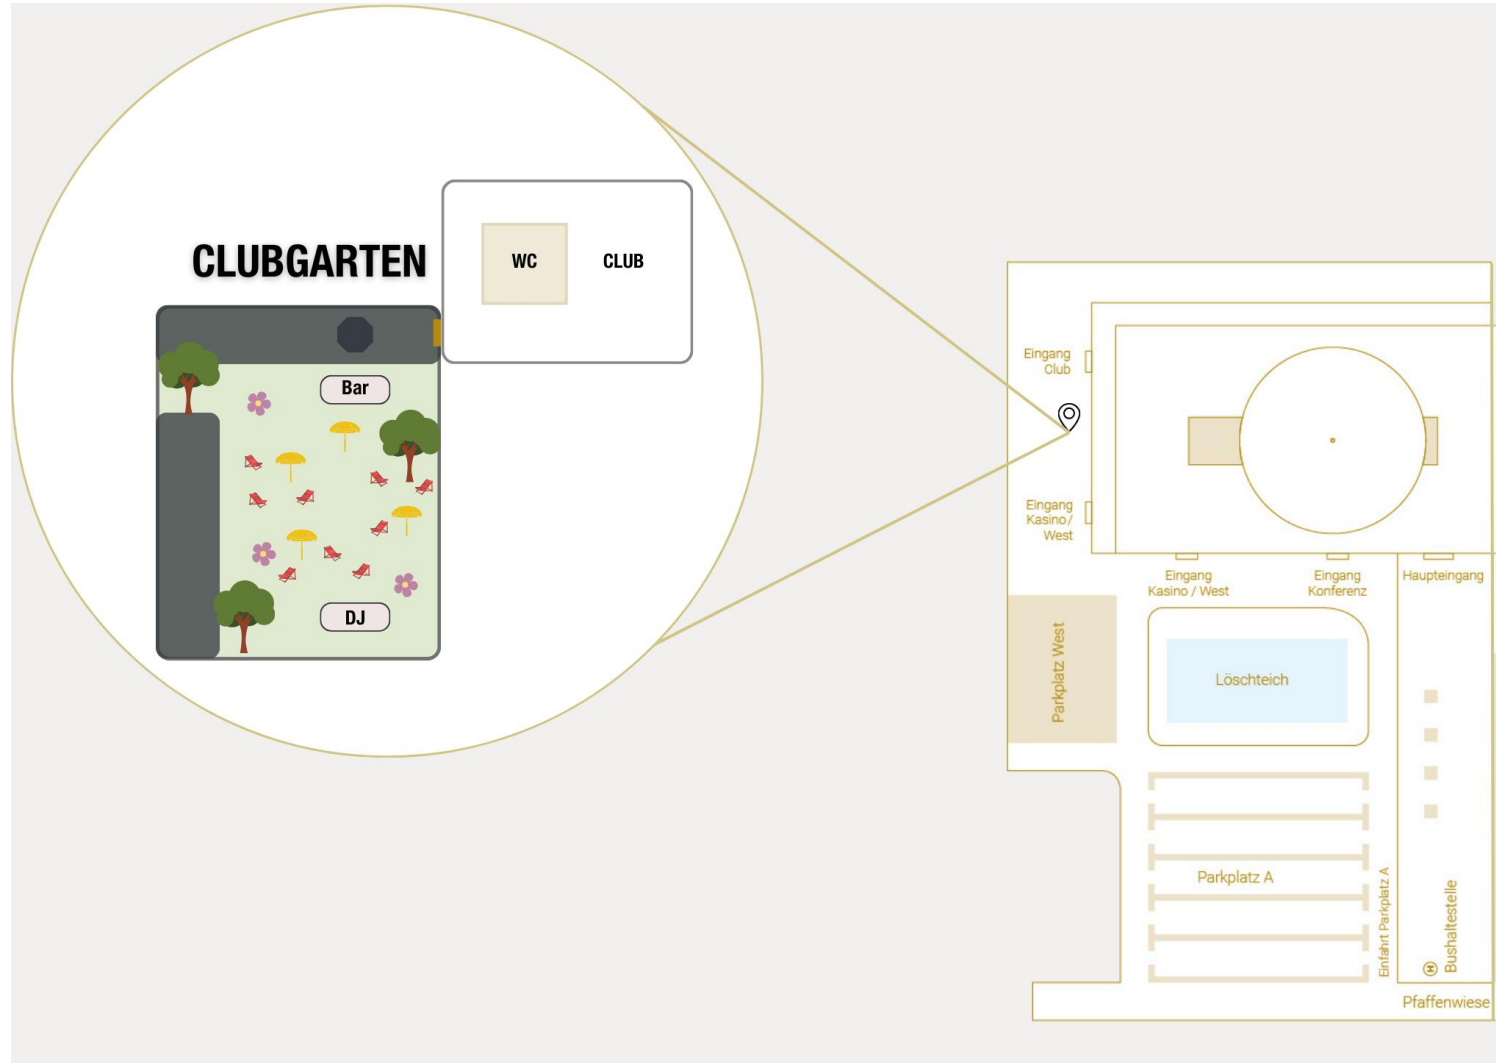 CLUBGARTEN
WC
CLUB
Bar
DJ
Eingang
Club
Eingang
Kasino/
West
Eingang
Kasino / West
Eingang
Konferenz
Haupteingang
Parkplatz West
Löschteich
Parkplatz A
Einfahrt Parkplatz A
H
Bushaltestelle
Pfaffenwiese